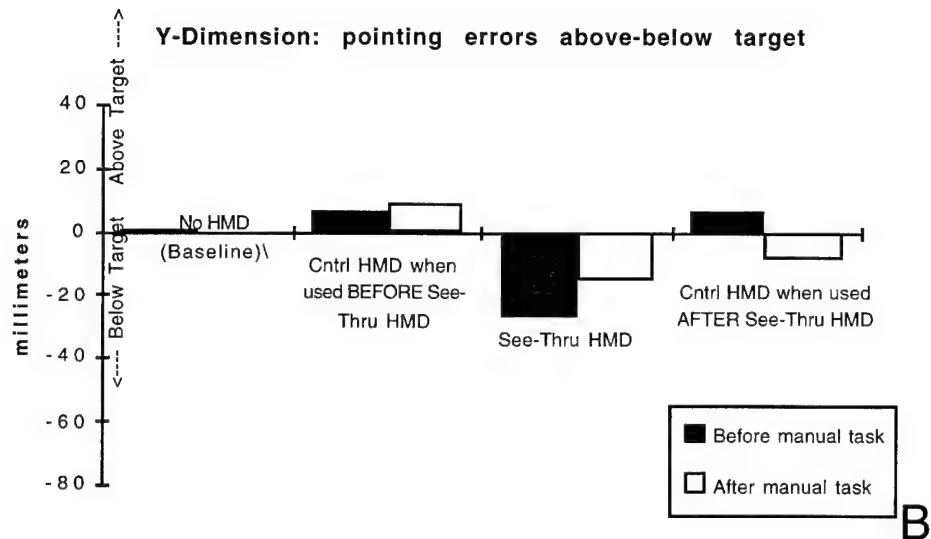 Y-Dimension: pointing errors above-below target
<---- Below Target  Above Target ---->
millimeters
40
20
0
-20
-40
-60
-80
No HMD
(Baseline)\
Cntrl HMD when
used BEFORE See-
Thru HMD
See-Thru HMD
Cntrl HMD when used
AFTER See-Thru HMD
Before manual task
After manual task
B